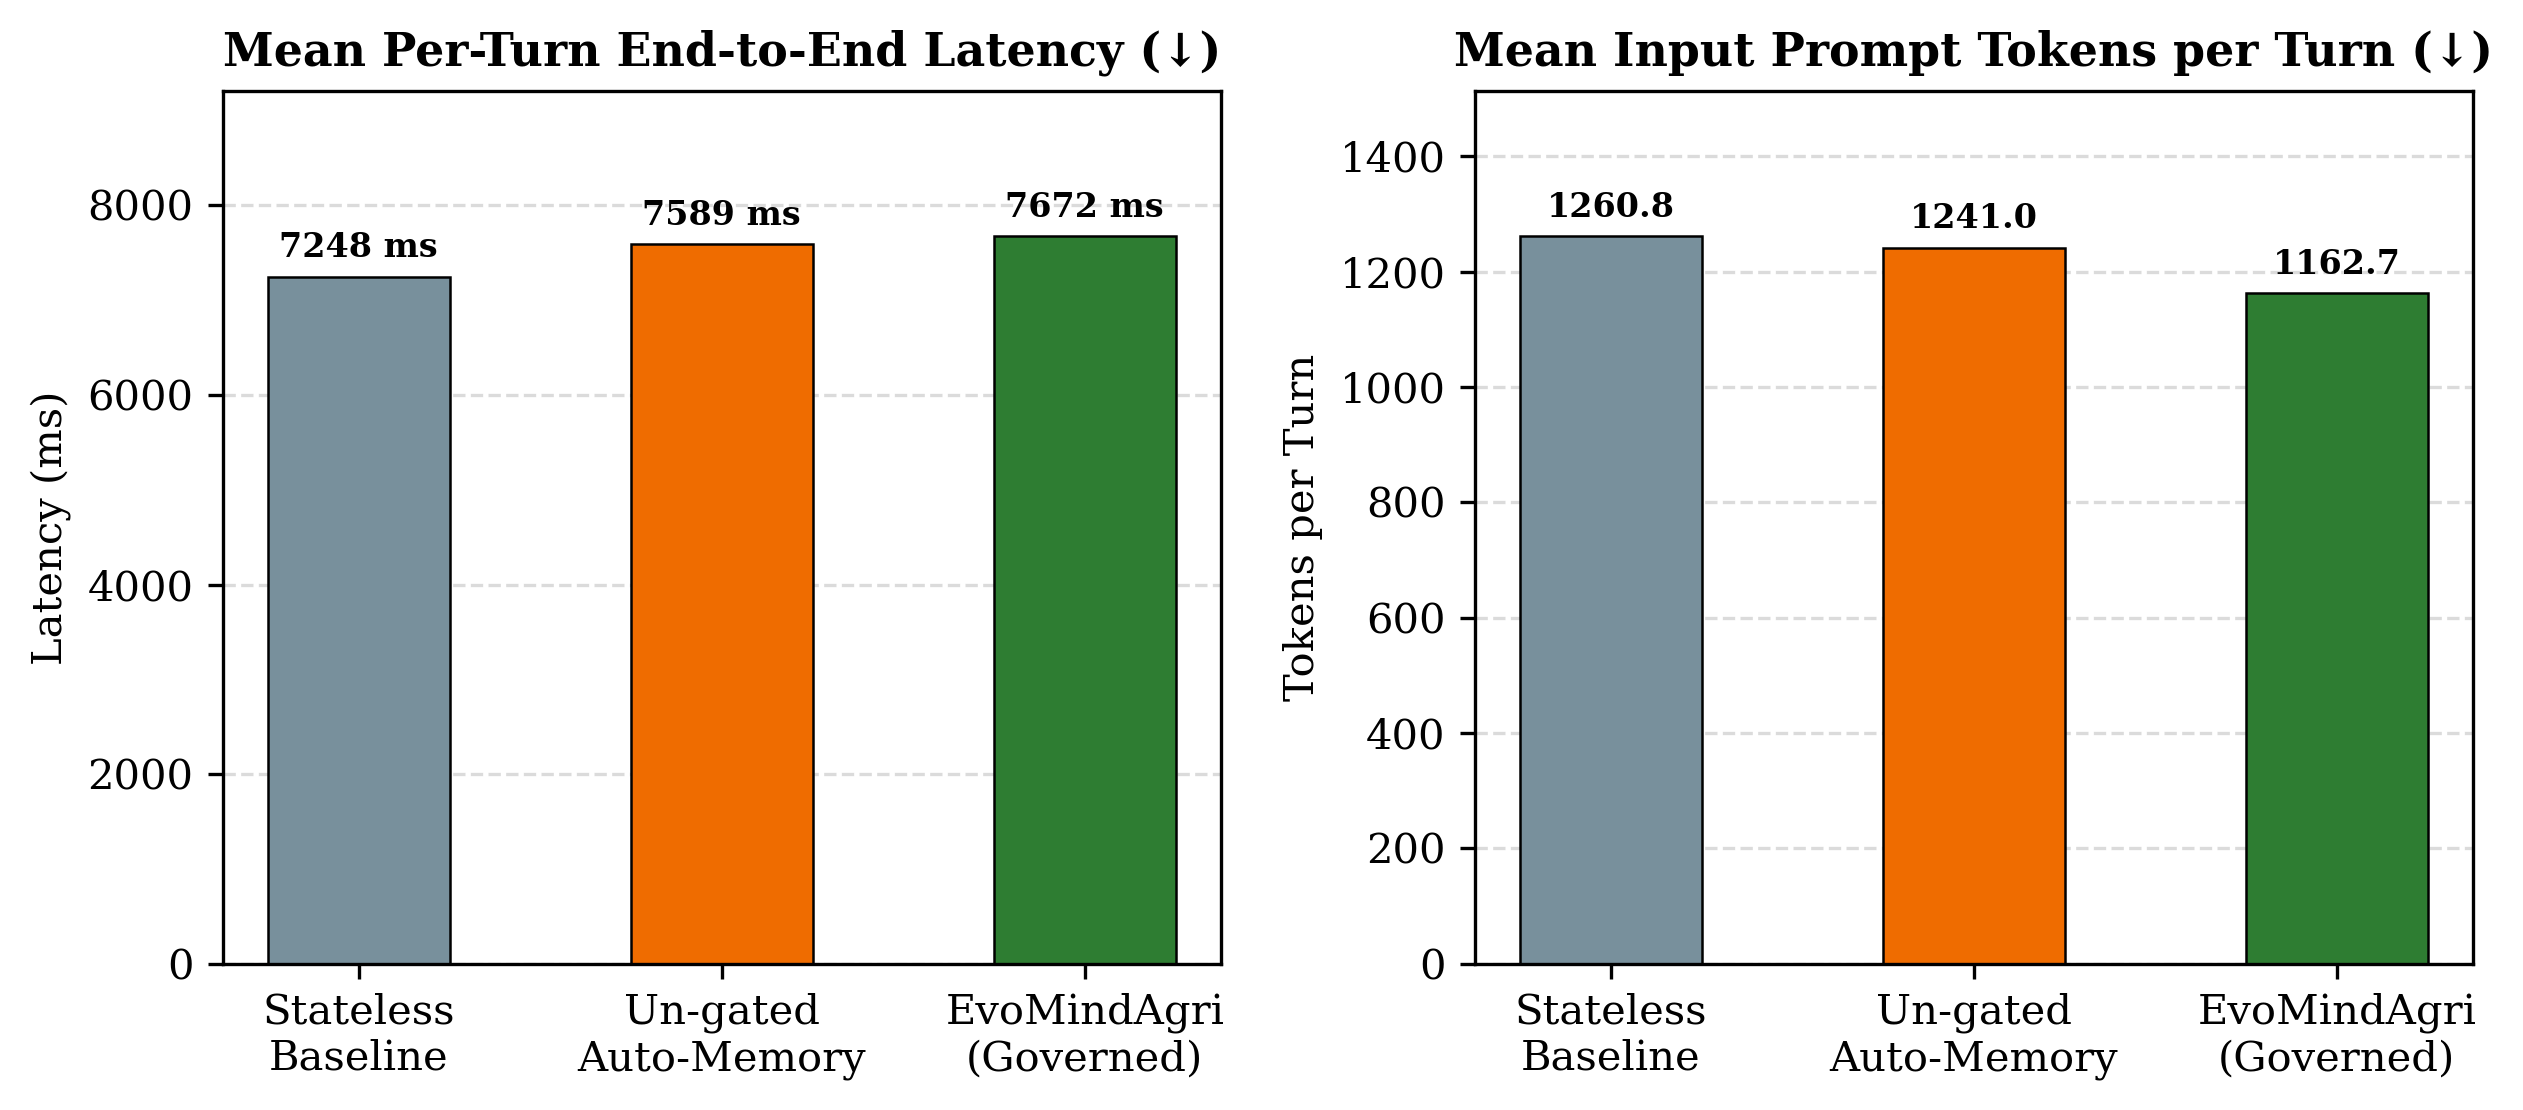 Mean Per-Turn End-to-End Latency (↓)
Latency (ms)
8000
6000
4000
2000
0
7248 ms
7589 ms
7672 ms
Stateless
Baseline
Un-gated
Auto-Memory
EvoMindAgri
(Governed)
Mean Input Prompt Tokens per Turn (↓)
Tokens per Turn
1400
1200
1000
800
600
400
200
0
1260.8
1241.0
1162.7
Stateless
Baseline
Un-gated
Auto-Memory
EvoMindAgri
(Governed)